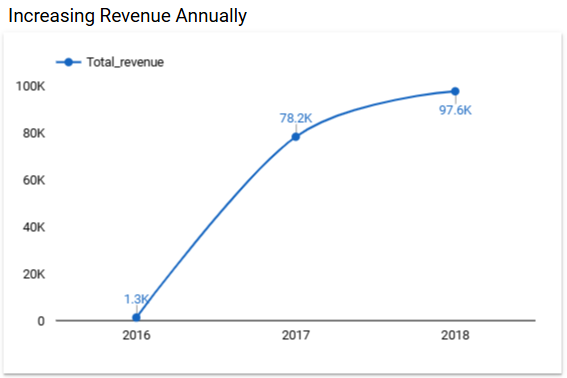 Increasing Revenue Annually
Total_revenue
100K
80K
60K
40K
20K
0
1.3K
78.2K
97.6K
2016 2017 2018